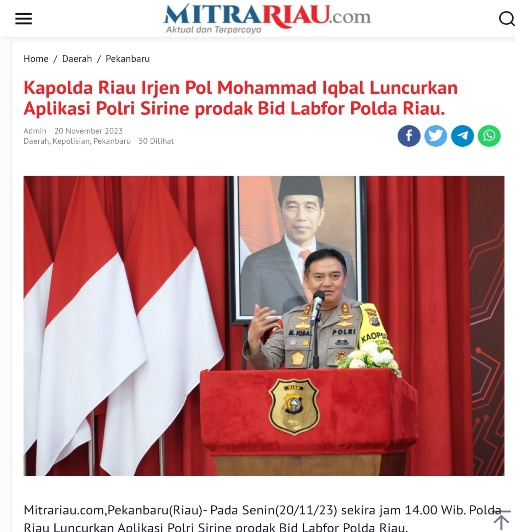 MITRARIAU.com
Aktual dan Terpercaya
Home / Daerah / Pekanbaru
Kapolda Riau Irjen Pol Mohammad Iqbal Luncurkan
Aplikasi Polri Sirine prodak Bid Labfor Polda Riau.
Admin 20 November 2023
Daerah, Kepolisian, Pekanbaru 50 Dilihat
M. IQBAL
POLRI
KAOPS
RIAU
Mitrariau.com,Pekanbaru(Riau)- Pada Senin(20/11/23) sekira jam 14.00 Wib. Polda
Riau Luncurkan Aplikasi Polri Sirine prodak Bid Labfor Polda Riau.